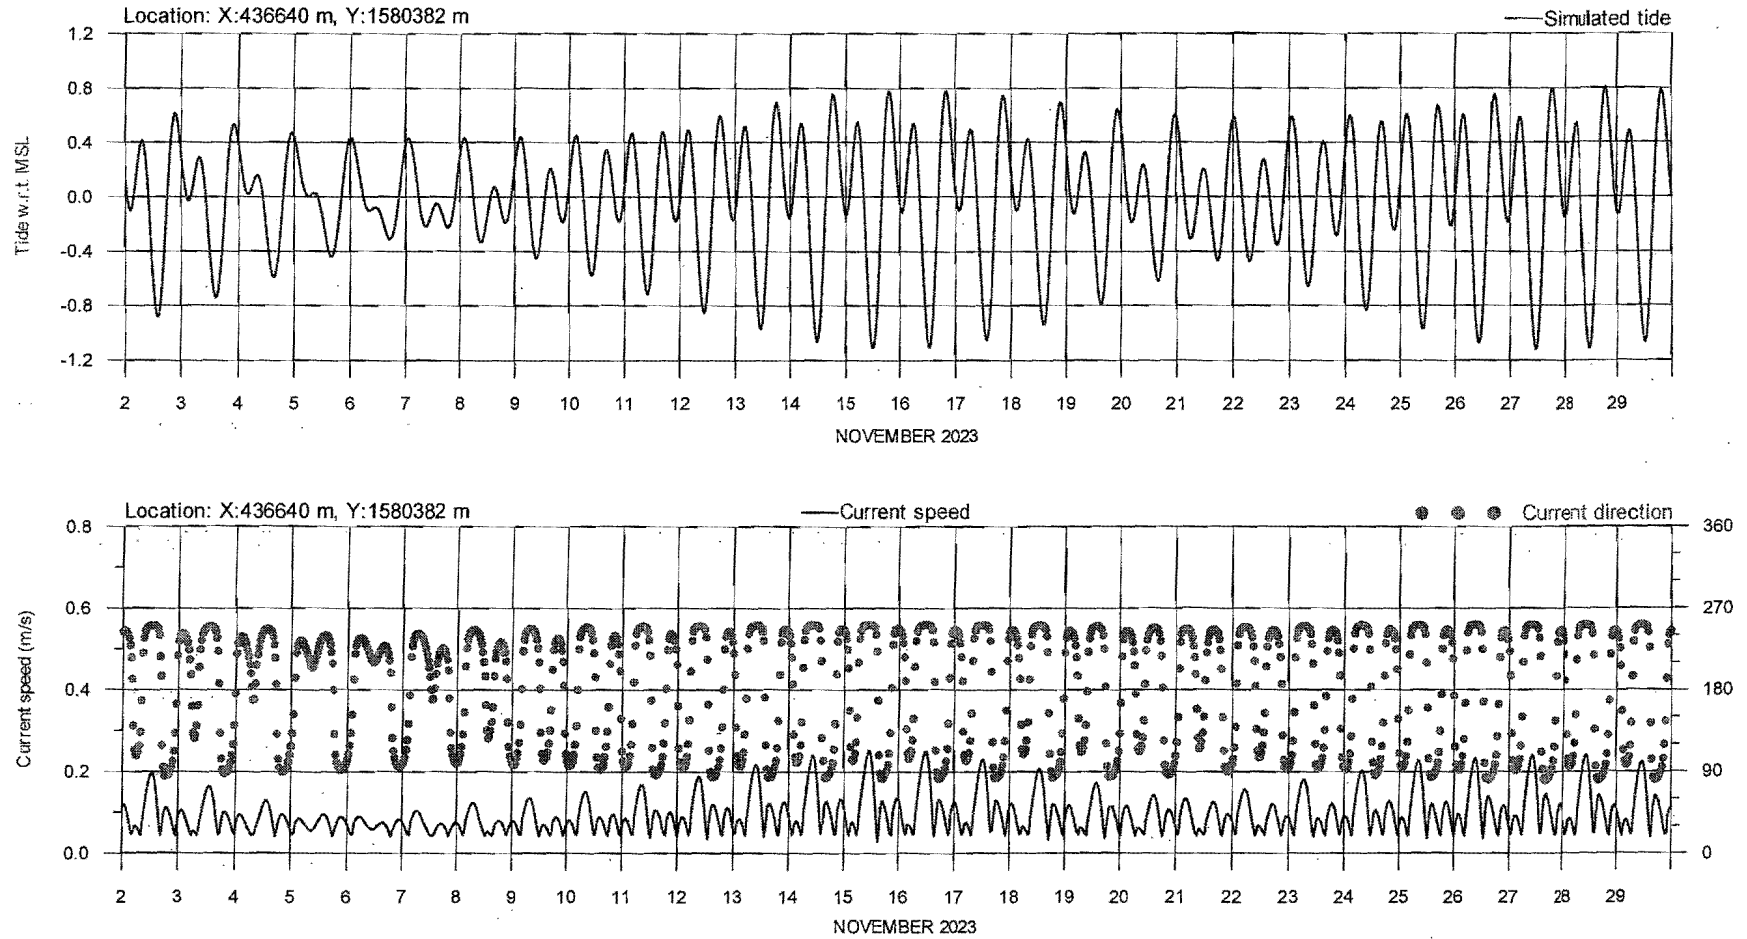 Location: X:436640 m, Y:1580382 m
Simulated tide
1.2
0.8
0.4
0.0
-0.4
-0.8
-1.2
Tide w.r.t. MSL
2 3 4 5 6 7 8 9 10 11 12 13 14 15 16 17 18 19 20 21 22 23 24 25 26 27 28 29
NOVEMBER 2023
Location: X:436640 m, Y:1580382 m
Current speed
Current direction
0.8
0.6
0.4
0.2
0.0
Current speed (m/s)
360
270
180
90
0
2 3 4 5 6 7 8 9 10 11 12 13 14 15 16 17 18 19 20 21 22 23 24 25 26 27 28 29
NOVEMBER 2023